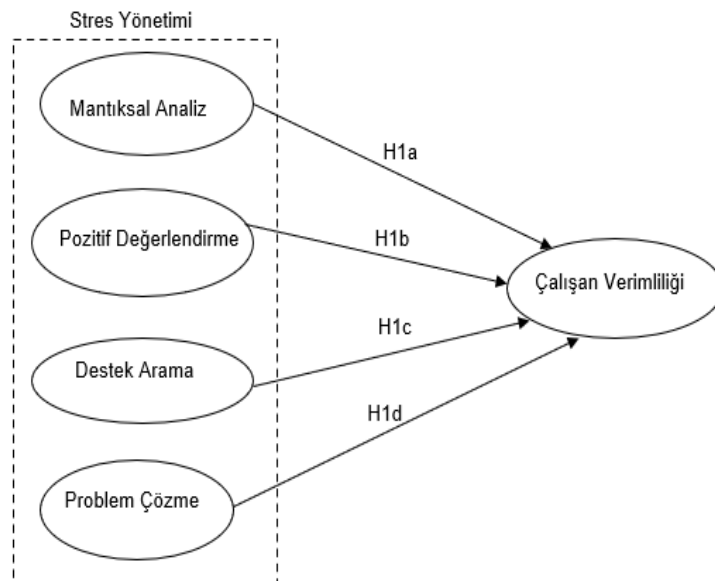 Stres Yönetimi
Mantıksal Analiz
H1a
Pozitif Değerlendirme
H1b
Çalışan Verimliliği
H1c
Destek Arama
H1d
Problem Çözme